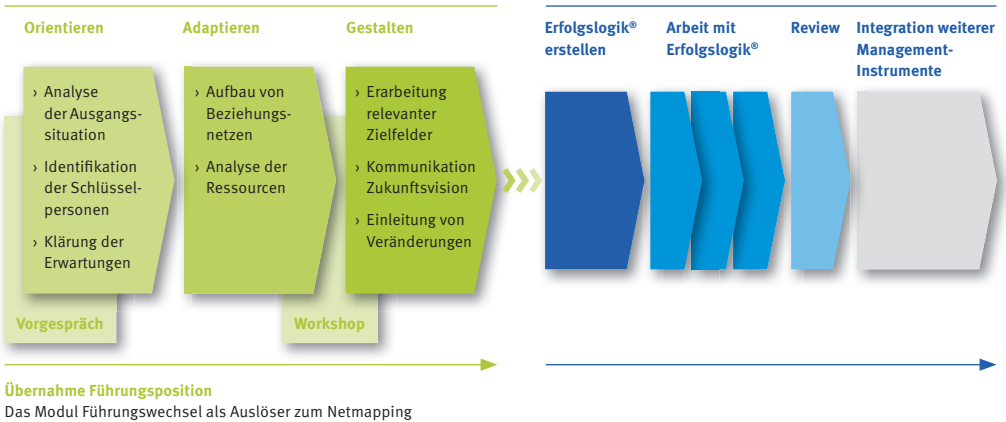 Orientieren
› Analyse
der Ausgangs-
situation
› Identifikation
der Schlüssel-
personen
› Klärung der
Erwartungen
Vorgespräch
Adaptieren
› Aufbau von
Beziehungs-
netzen
› Analyse der
Ressourcen
Workshop
Gestalten
› Erarbeitung
relevanter
Zielfelder
› Kommunikation
Zukunftsvision
› Einleitung von
Veränderungen
Erfolgslogik®
erstellen
Arbeit mit
Erfolgslogik®
Review
Integration weiterer
Management-
Instrumente
Übernahme Führungsposition
Das Modul Führungswechsel als Auslöser zum Netmapping